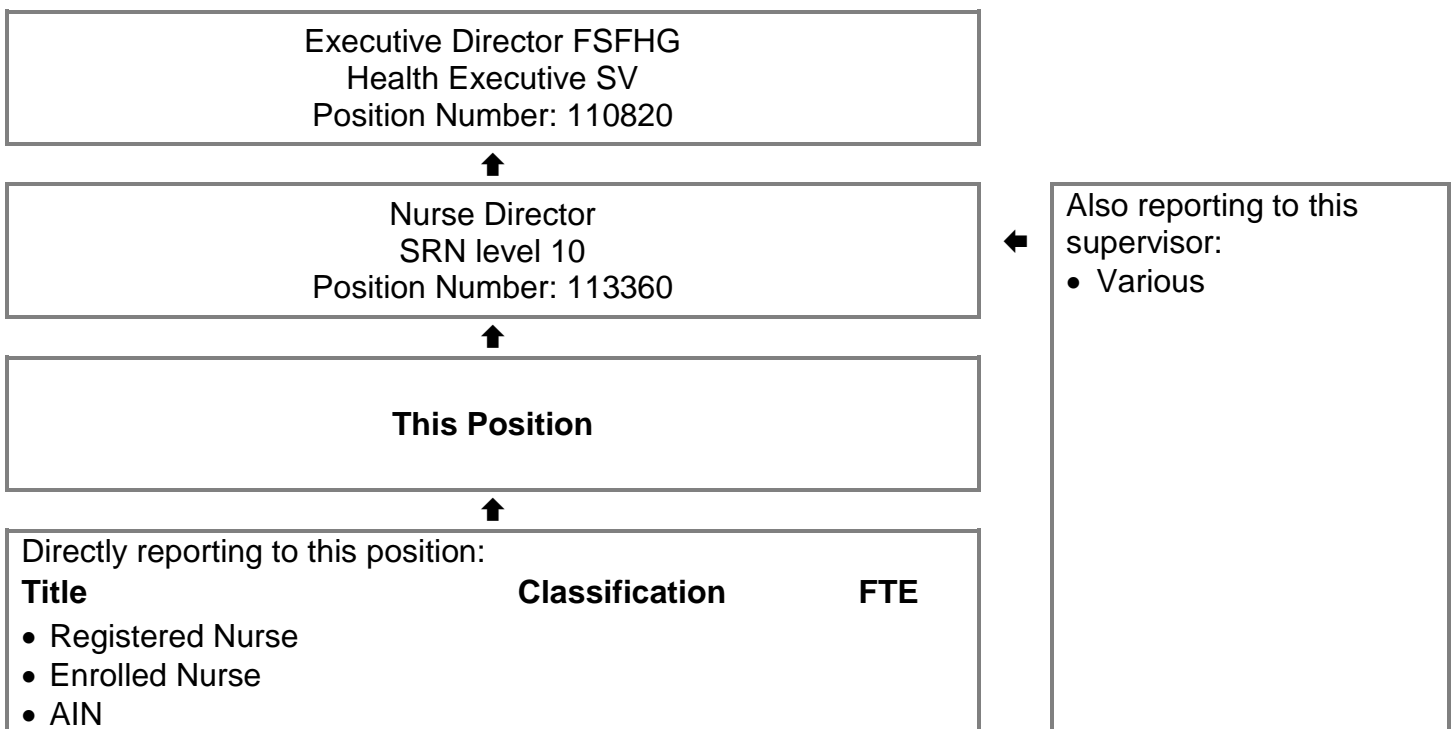 Executive Director FSFHG
Health Executive SV
Position Number: 110820
Nurse Director
SRN level 10
Position Number: 113360
Also reporting to this
supervisor:
• Various
This Position
Directly reporting to this position:
Title Classification FTE
• Registered Nurse
• Enrolled Nurse
• AIN